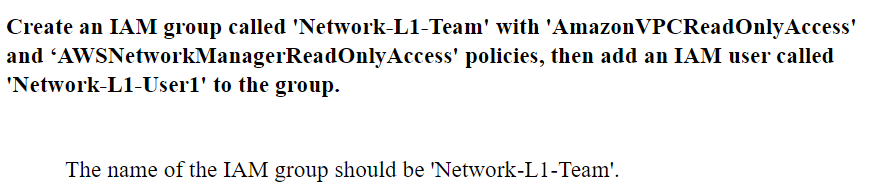 Create an IAM group called 'Network-L1-Team' with 'AmazonVPCReadOnlyAccess'
and ‘AWSNetworkManagerReadOnlyAccess' policies, then add an IAM user called
'Network-L1-User1' to the group.
The name of the IAM group should be 'Network-L1-Team'.